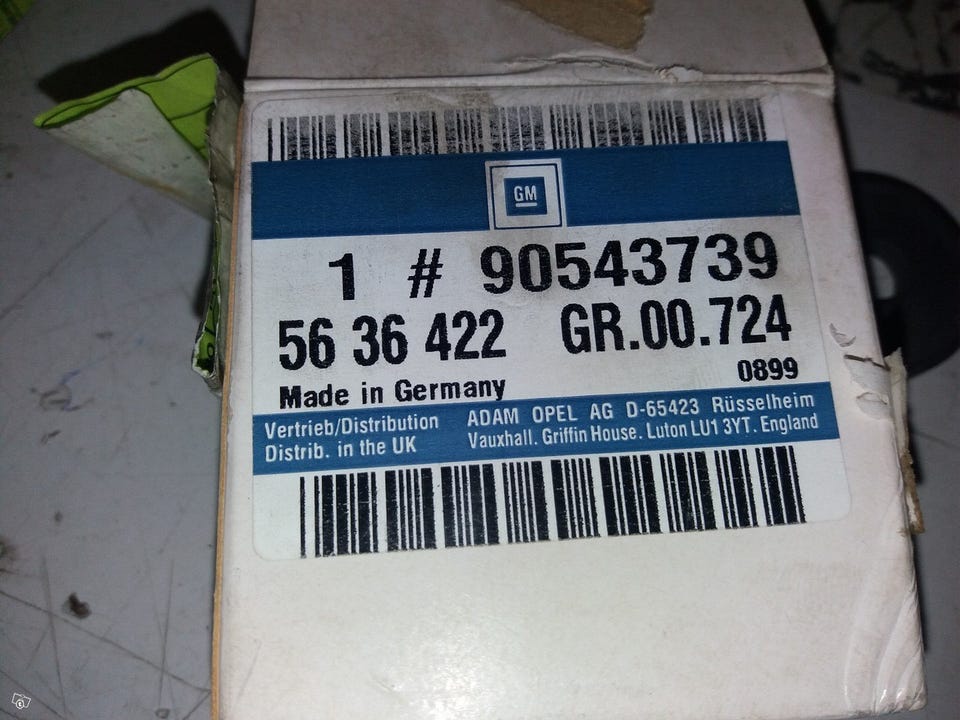 GM
1 # 90543739
56 36 422 GR.00.724
0899
Made in Germany
Vertrieb/Distribution ADAM OPEL AG D-65423 Rüsselheim
Distrib. in the UK Vauxhall. Griffin House. Luton LU1 3YT. England